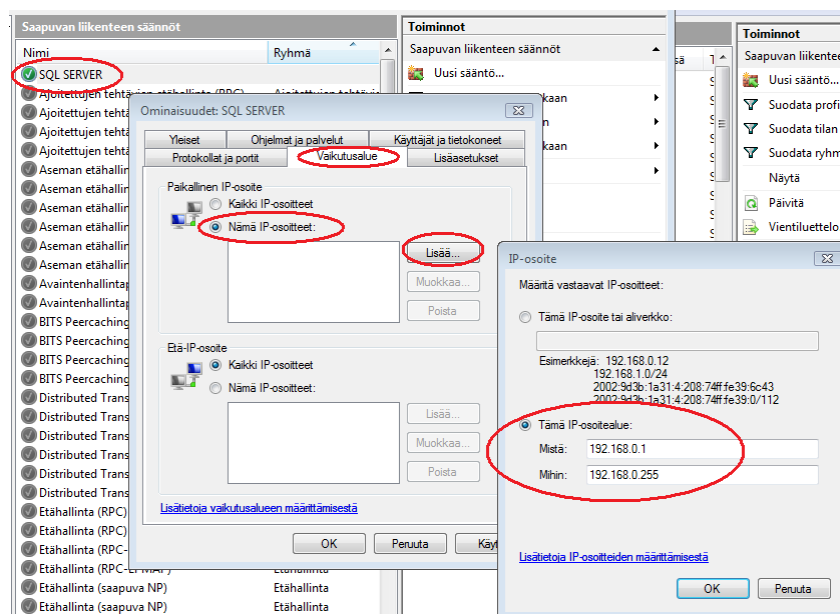 Saapuvan liikenteen säännöt
Nimi
Ryhmä
SQL SERVER
Ajoitettujen tehtävien etähallinta (RPC)
Ajoitettujen tehtävie
Ajoitettujen tehtä
Ajoitettujen tehtä
Aseman etähallin
Aseman etähallin
Aseman etähallin
Aseman etähallin
Aseman etähallin
Aseman etähallin
Avaintenhallintap
Avaintenhallintap
BITS Peercaching
BITS Peercaching
BITS Peercaching
BITS Peercaching
Distributed Trans
Distributed Trans
Distributed Trans
Distributed Trans
Distributed Trans
Distributed Trans
Etähallinta (RPC)
Etähallinta (RPC)
Etähallinta (RPC-
Etähallinta (RPC-EPMAP)
Etähallinta
Etähallinta (saapuva NP)
Etähallinta
Etähallinta (saapuva NP)
Etähallinta
Toiminnot
Saapuvan liikenteen säännöt
Uusi sääntö...
kaan
n
kaan
Ominaisuudet: SQL SERVER
Yleiset
Ohjelmat ja palvelut
Käyttäjät ja tietokoneet
Protokollat ja portit
Vaikutusalue
Lisäasetukset
Paikallinen IP-osoite
Kaikki IP-osoitteet
Nämä IP-osoitteet:
Lisää...
Muokkaa...
Poista
Etä-IP-osoite
Kaikki IP-osoitteet
Nämä IP-osoitteet:
Lisää...
Muokkaa...
Poista
Lisätietoja vaikutusalueen määrittämisestä
OK
Peruuta
Käyt
sä
Toiminnot
Saapuvan liikentee
Uusi sääntö...
Suodata profi
Suodata tilan
Suodata ryhm
Näytä
Päivitä
Vientiluettelo
IP-osoite
Määritä vastaavat IP-osoitteet:
Tämä IP-osoite tai aliverkko:
Esimerkkejä: 192.168.0.12
192.168.1.0/24
2002:9d3b:1a31:4:208:74ff:fe39:6c43
2002:9d3b:1a31:4:208:74ff:fe39:0/112
Tämä IP-osoitealue:
Mistä: 192.168.0.1
Mihin: 192.168.0.255
Lisätietoja IP-osoitteiden määrittämisestä
OK
Peruuta